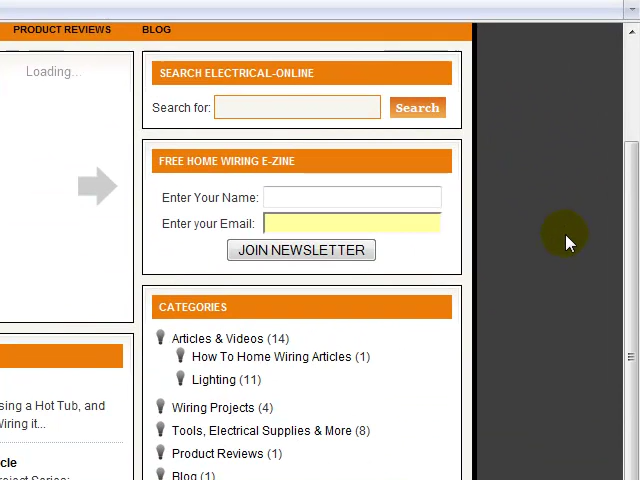 PRODUCT REVIEWS BLOG
Loading...
SEARCH ELECTRICAL-ONLINE
Search for: Search
FREE HOME WIRING E-ZINE
Enter Your Name:
Enter your Email:
JOIN NEWSLETTER
CATEGORIES
Articles & Videos (14)
How To Home Wiring Articles (1)
Lighting (11)
Wiring Projects (4)
Tools, Electrical Supplies & More (8)
Product Reviews (1)
Blog (1)
sing a Hot Tub, and
Wiring it...
cle
roject Series: